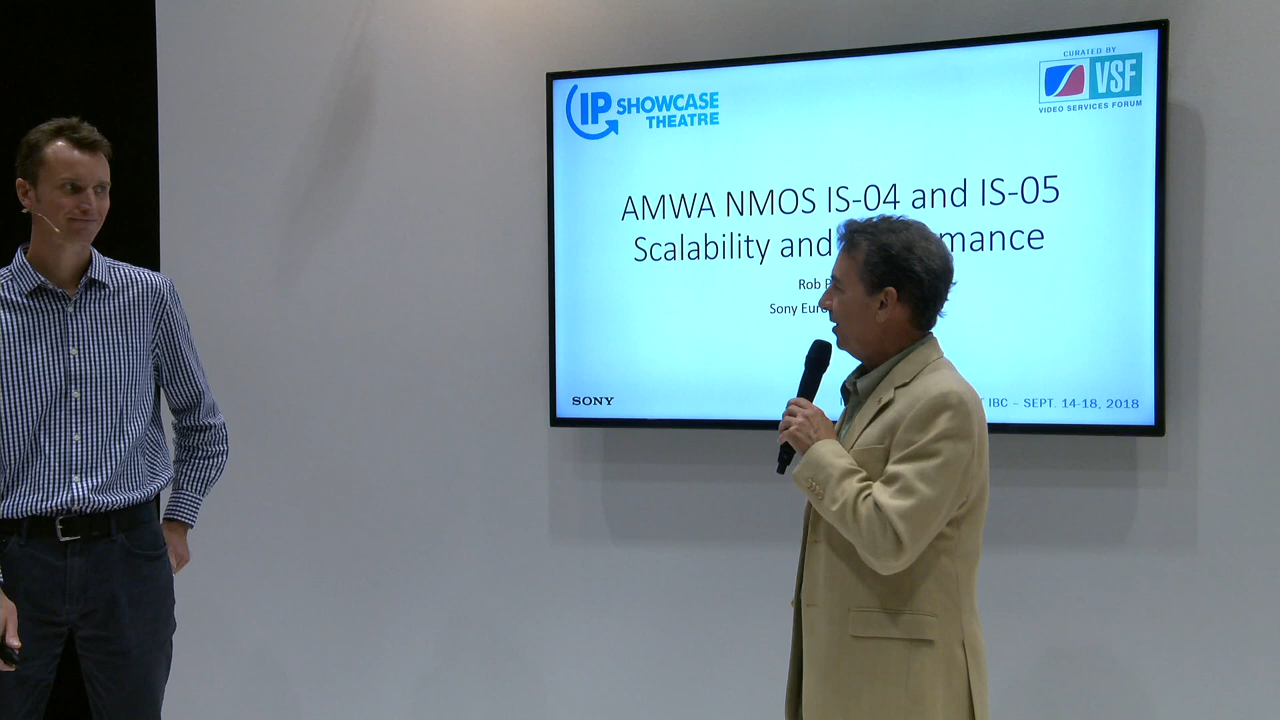 CURATED BY
VSF
VIDEO SERVICES FORUM
IP SHOWCASE
THEATRE
AMWA NMOS IS-04 and IS-05
Scalability and mance
Rob
Sony
SONY
IBC – SEPT. 14-18, 2018